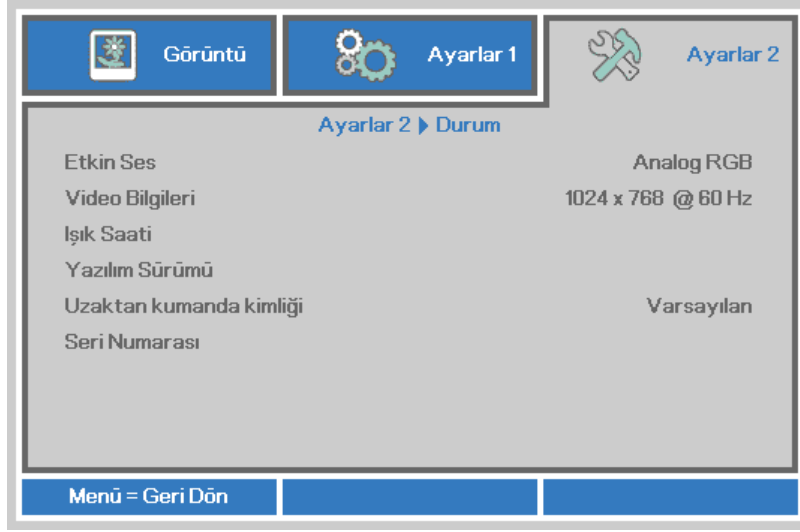 Görüntü
Ayarlar 1
Ayarlar 2
Ayarlar 2 Durum
Etkin Ses Analog RGB
Video Bilgileri 1024 x 768 @ 60 Hz
Işık Saati
Yazılım Sürümü
Uzaktan kumanda kimliği Varsayılan
Seri Numarası
Menü = Geri Dön